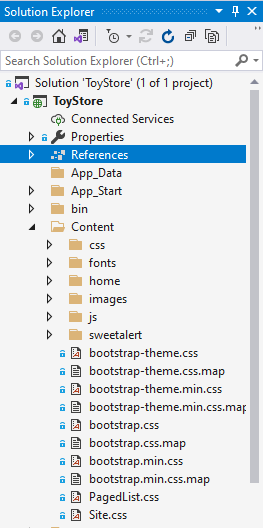 Solution Explorer
Search Solution Explorer (Ctrl+;)
Solution 'ToyStore' (1 of 1 project)
ToyStore
Connected Services
Properties
References
App_Data
App_Start
bin
Content
css
fonts
home
images
js
sweetalert
bootstrap-theme.css
bootstrap-theme.css.map
bootstrap-theme.min.css
bootstrap-theme.min.css.map
bootstrap.css
bootstrap.css.map
bootstrap.min.css
bootstrap.min.css.map
PagedList.css
Site.css